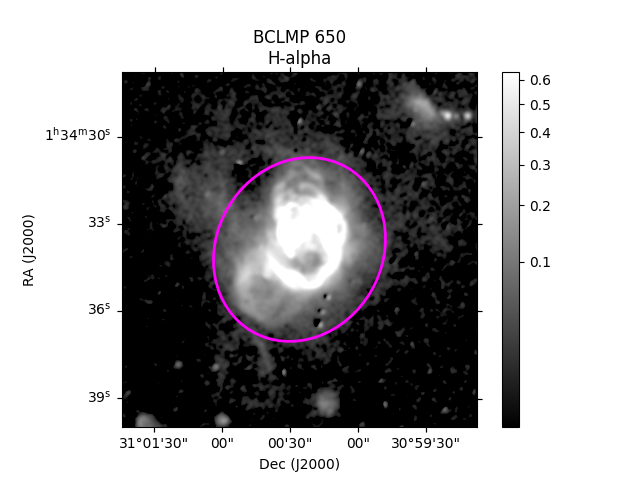 BCLMP 650
H-alpha
RA (J2000)
1ʰ34ᵐ30ˢ
33ˢ
36ˢ
39ˢ
31°01'30" 00" 00'30" 00" 30°59'30"
Dec (J2000)
0.6
0.5
0.4
0.3
0.2
0.1